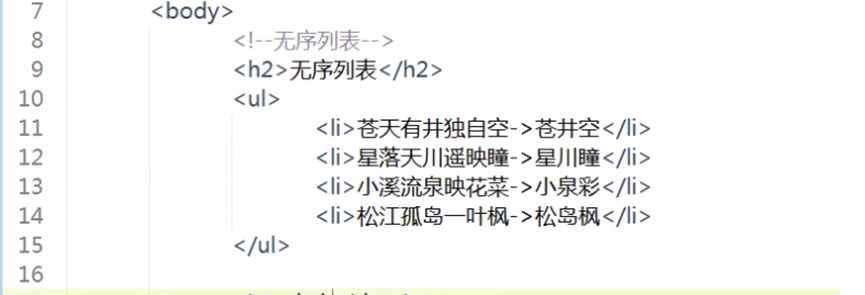 7 <body>
8 <!--无序列表-->
9 <h2>无序列表</h2>
10 <ul>
11 <li>苍天有井独自空->苍井空</li>
12 <li>星落天川遥映瞳->星川瞳</li>
13 <li>小溪流泉映花菜->小泉彩</li>
14 <li>松江孤岛一叶枫->松岛枫</li>
15 </ul>
16